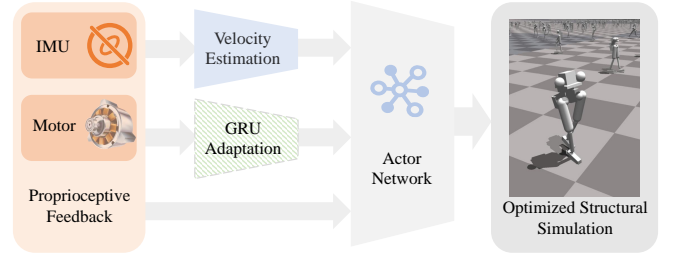 IMU
Motor
Proprioceptive
Feedback
Velocity
Estimation
GRU
Adaptation
Actor
Network
Optimized Structural
Simulation